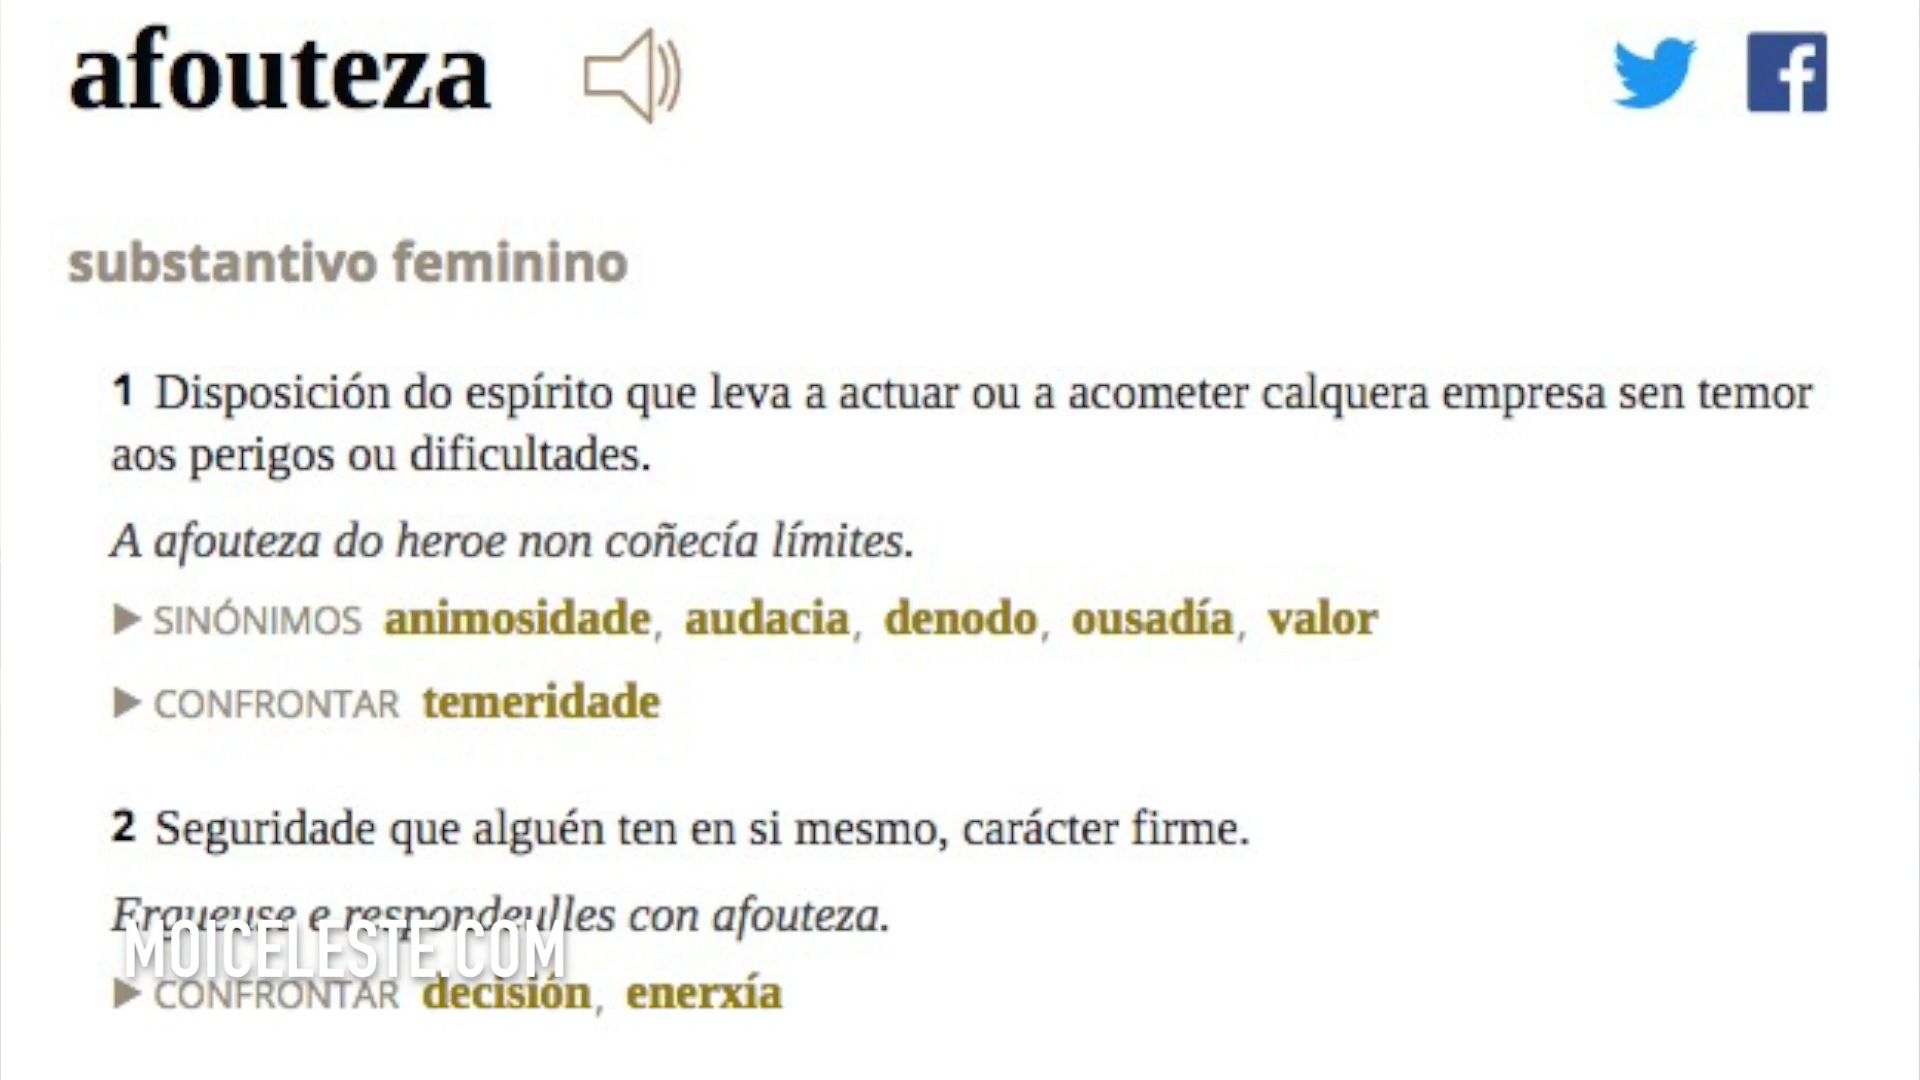 afouteza
substantivo feminino
1 Disposición do espírito que leva a actuar ou a acometer calquera empresa sen temor
aos perigos ou dificultades.
A afouteza do heroe non coñecía límites.
▶ SINÓNIMOS animosidade, audacia, denodo, ousadía, valor
▶ CONFRONTAR temeridade
2 Seguridade que alguén ten en si mesmo, carácter firme.
Ergueuse e respondeulles con afouteza.
MOICELESTE.COM
▶ CONFRONTAR decisión, enerxía